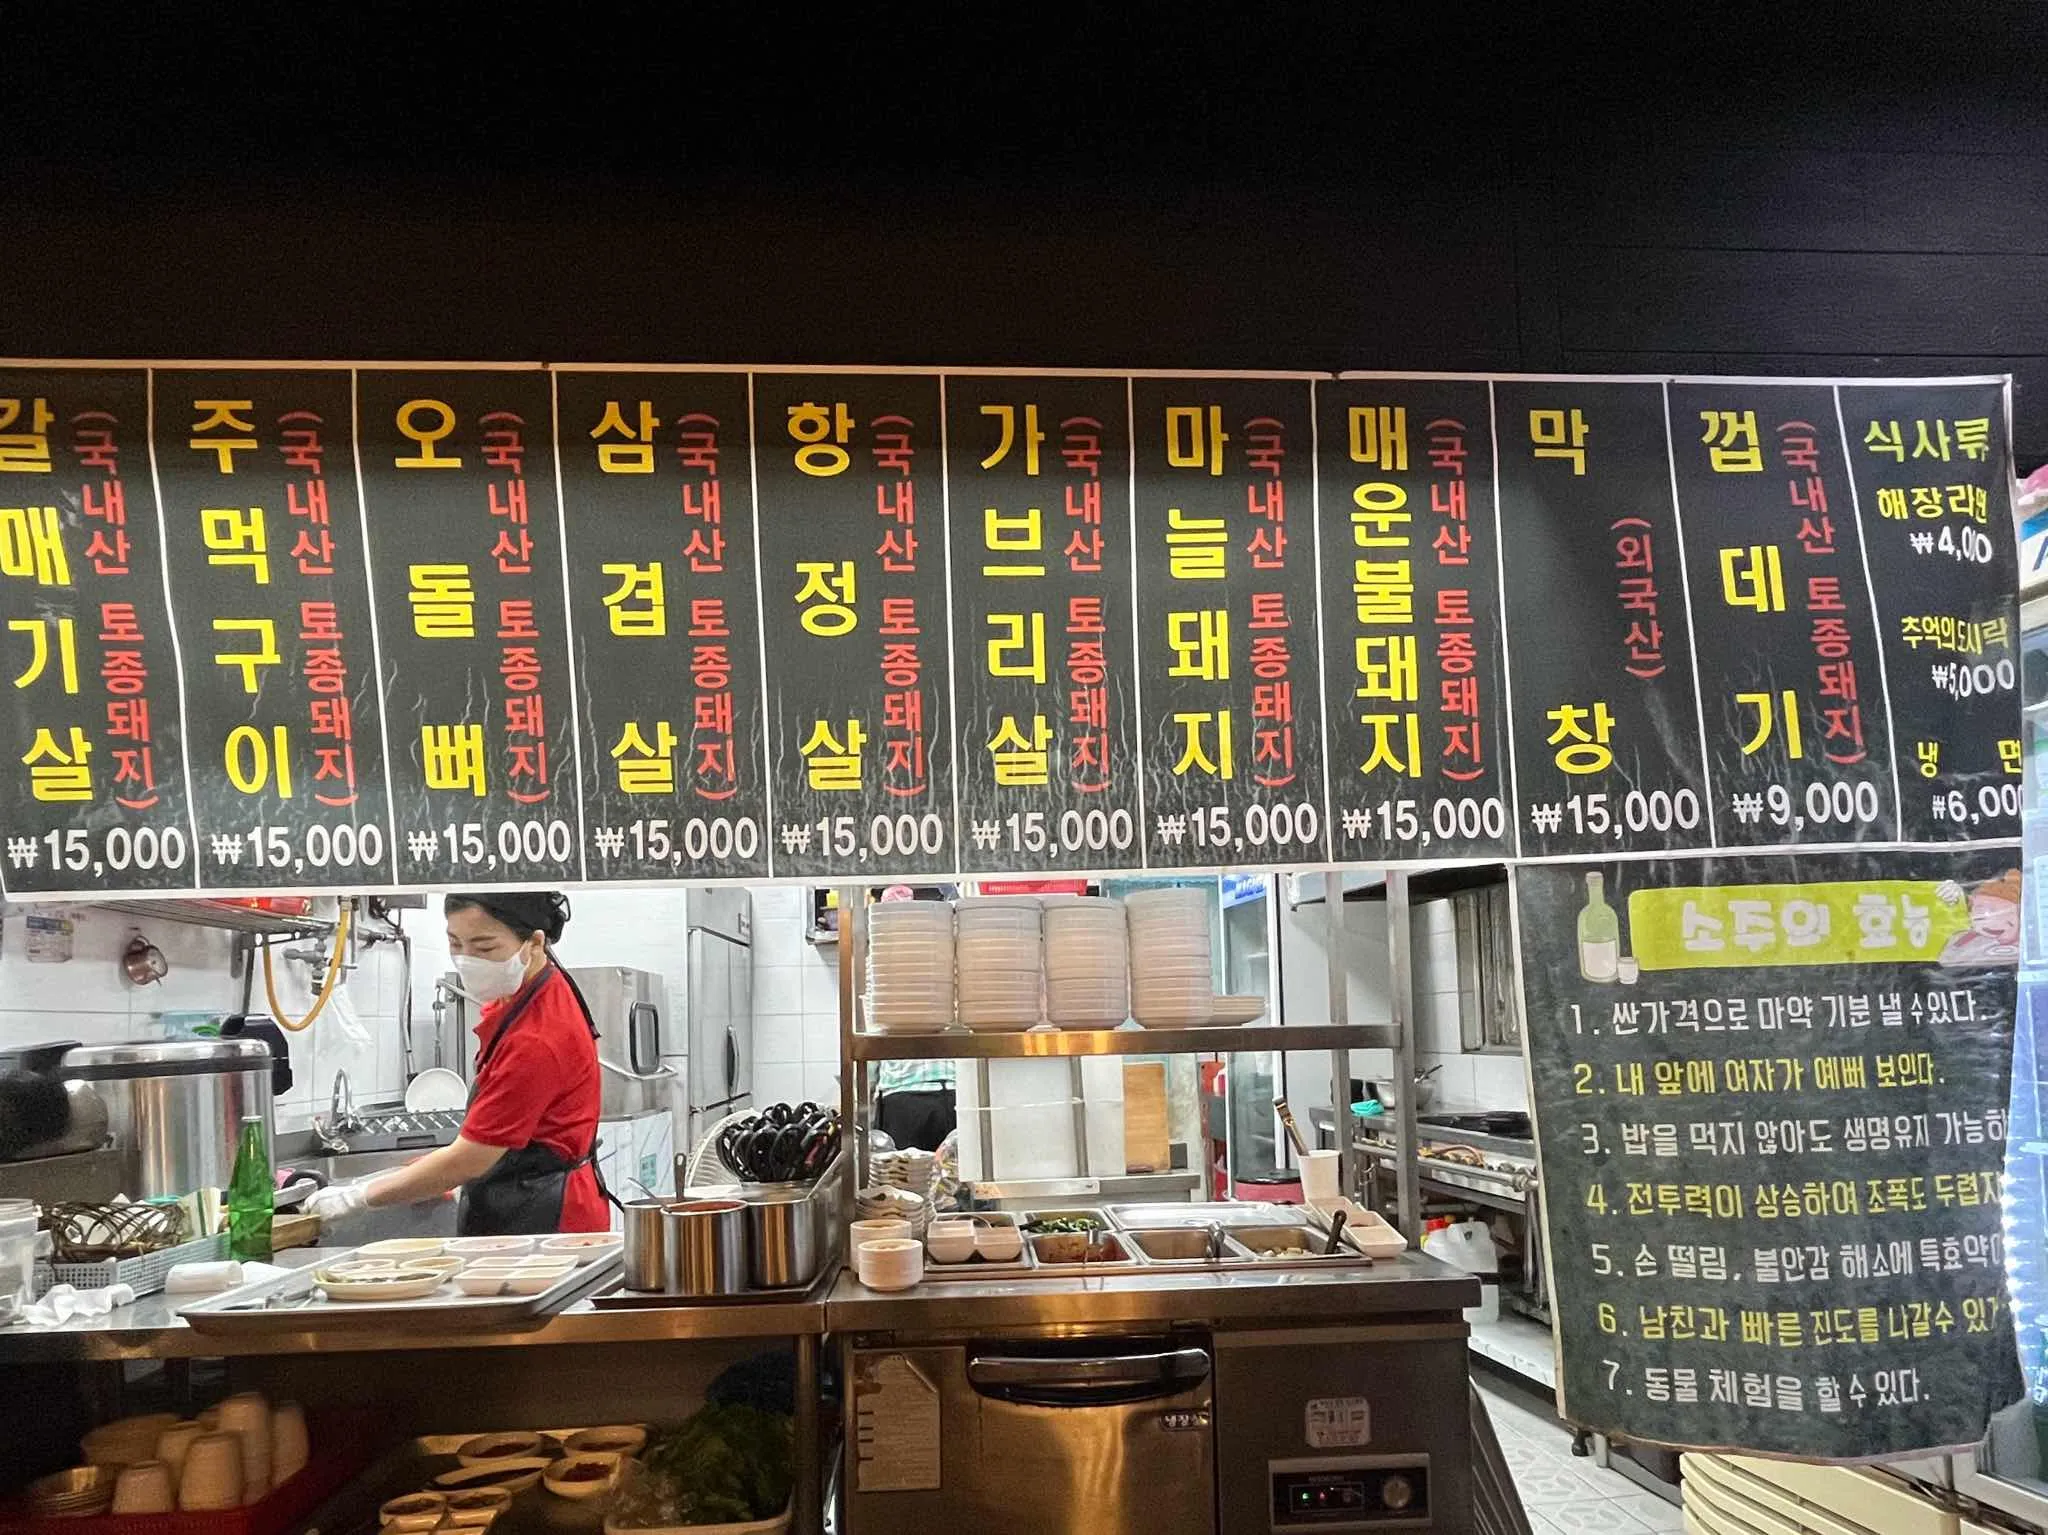 갈매기살
(국내산 토종돼지)
₩15,000
주먹구이
(국내산 토종돼지)
₩15,000
오돌뼈
(국내산 토종돼지)
₩15,000
삼겹살
(국내산 토종돼지)
₩15,000
항정살
(국내산 토종돼지)
₩15,000
가브리살
(국내산 토종돼지)
₩15,000
마늘돼지
(국내산 토종돼지)
₩15,000
매운불돼지
(국내산 토종돼지)
₩15,000
막창
(외국산)
₩15,000
껍데기
(국내산 토종돼지)
₩9,000
식사류
해장라면
₩4,000
추억의도시락
₩5,000
냉면
₩6,000
소주의 효능
1. 싼가격으로 마약 기분 낼 수있다.
2. 내 앞에 여자가 예뻐 보인다.
3. 밥을 먹지 않아도 생명유지 가능하
4. 전투력이 상승하여 조폭도 두렵지
5. 손 떨림, 불안감 해소에 특효약
6. 남친과 빠른 진도를 나갈수 있
7. 동물 체험을 할 수 있다.